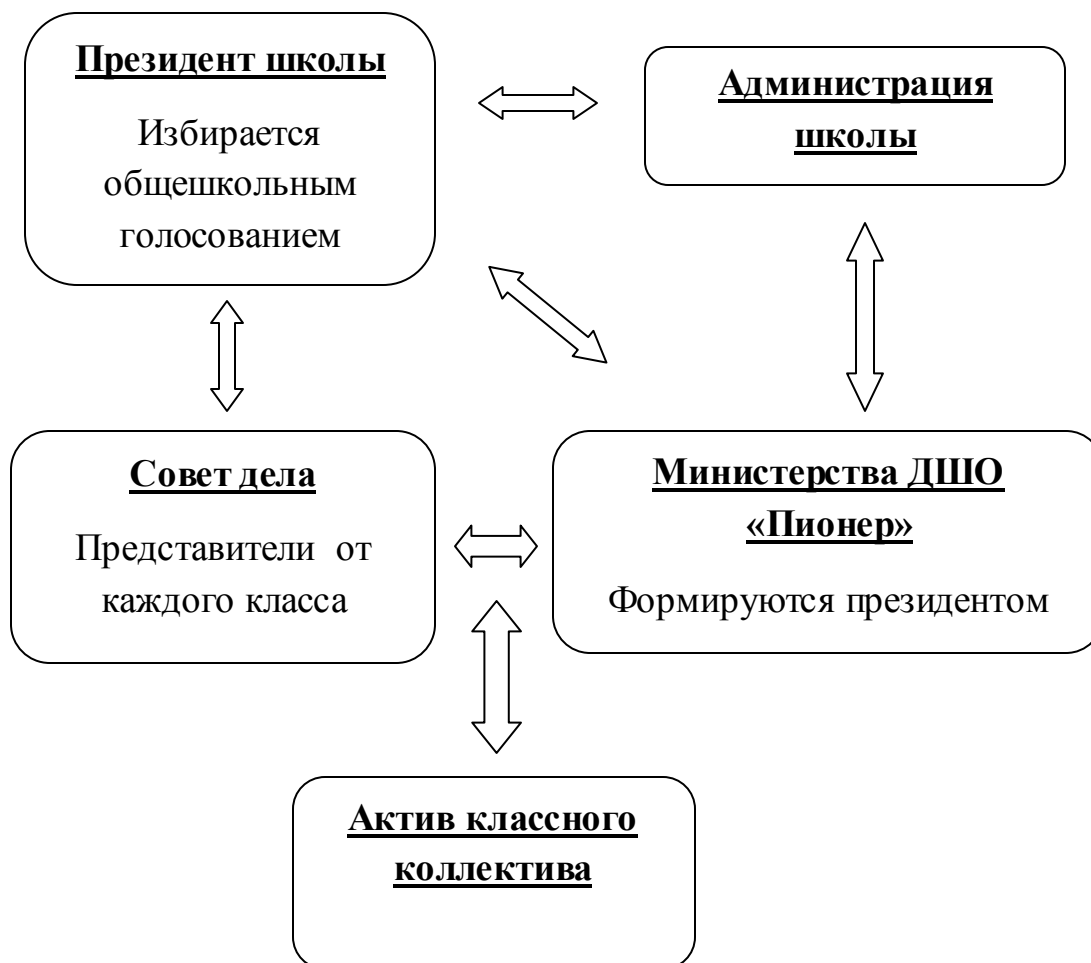 Президент школы
Избирается
общешкольным
голосованием
Администрация
школы
Совет дела
Представители от
каждого класса
Министерства ДШО
«Пионер»
Формируются президентом
Актив классного
коллектива